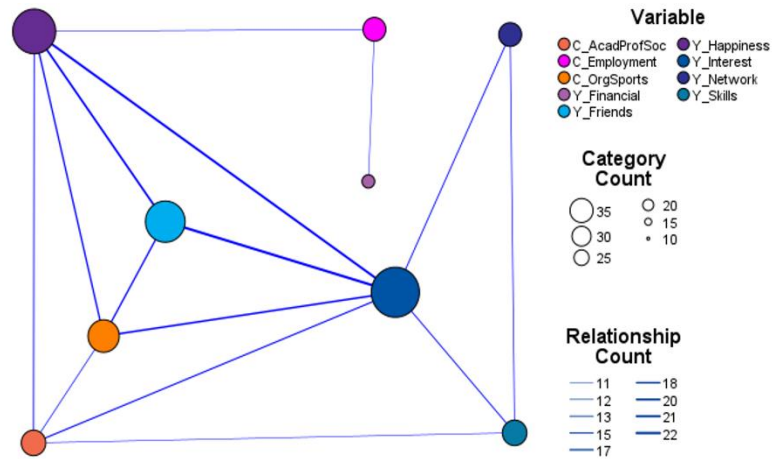 Variable
C_AcadProfSoc Y_Happiness
C_Employment Y_Interest
C_OrgSports Y_Network
Y_Financial Y_Skills
Y_Friends
Category
Count
35 20
30 15
25 10
Relationship
Count
11 18
12 20
13 21
15 22
17